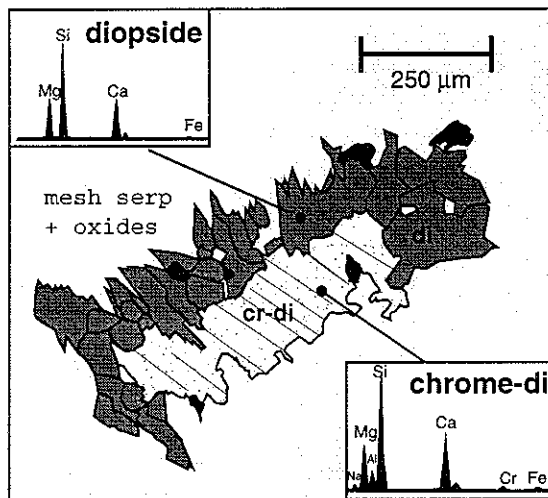 diopside
Si
Mg
Ca
Fe
250 µm
mesh serp
+ oxides
di
cr-di
chrome-di
Si
Mg
Al
Na
Ca
Cr Fe